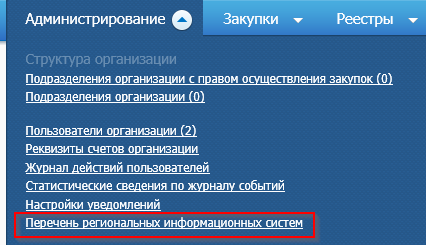 Администрирование Закупки Реестры
Структура организации
Подразделения организации с правом осуществления закупок (0)
Подразделения организации (0)
Пользователи организации (2)
Реквизиты счетов организации
Журнал действий пользователей
Статистические сведения по журналу событий
Настройки уведомлений
Перечень региональных информационных систем